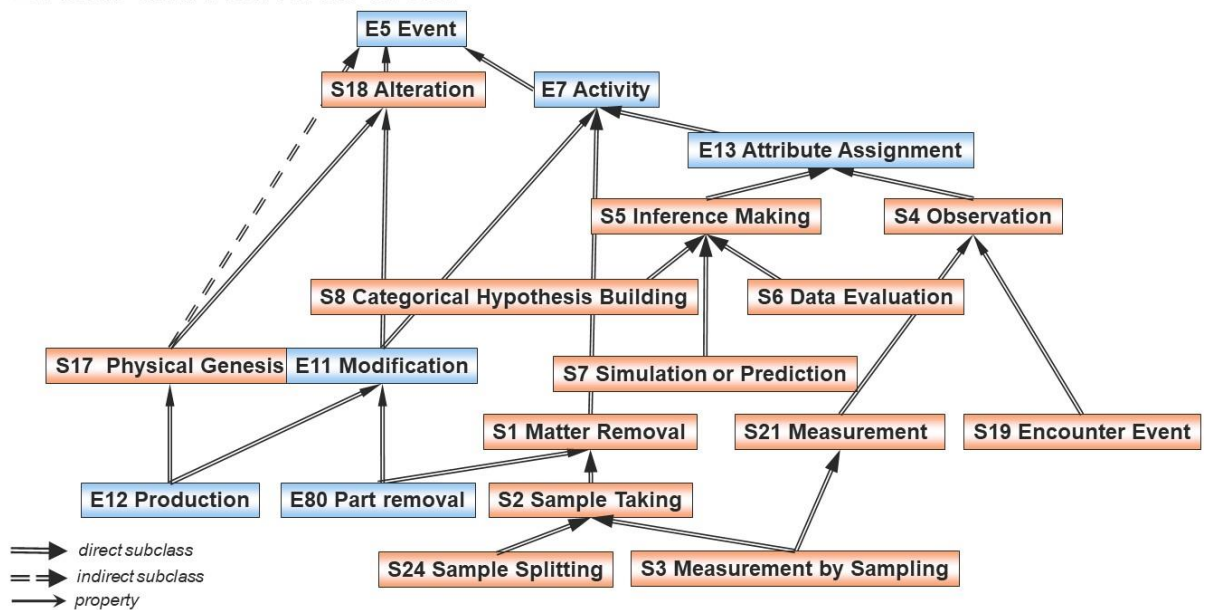 E5 Event
S18 Alteration
E7 Activity
E13 Attribute Assignment
S5 Inference Making
S4 Observation
S8 Categorical Hypothesis Building
S6 Data Evaluation
S17 Physical Genesis
E11 Modification
S7 Simulation or Prediction
S1 Matter Removal
S21 Measurement
S19 Encounter Event
E12 Production
E80 Part removal
S2 Sample Taking
S24 Sample Splitting
S3 Measurement by Sampling
direct subclass
indirect subclass
property